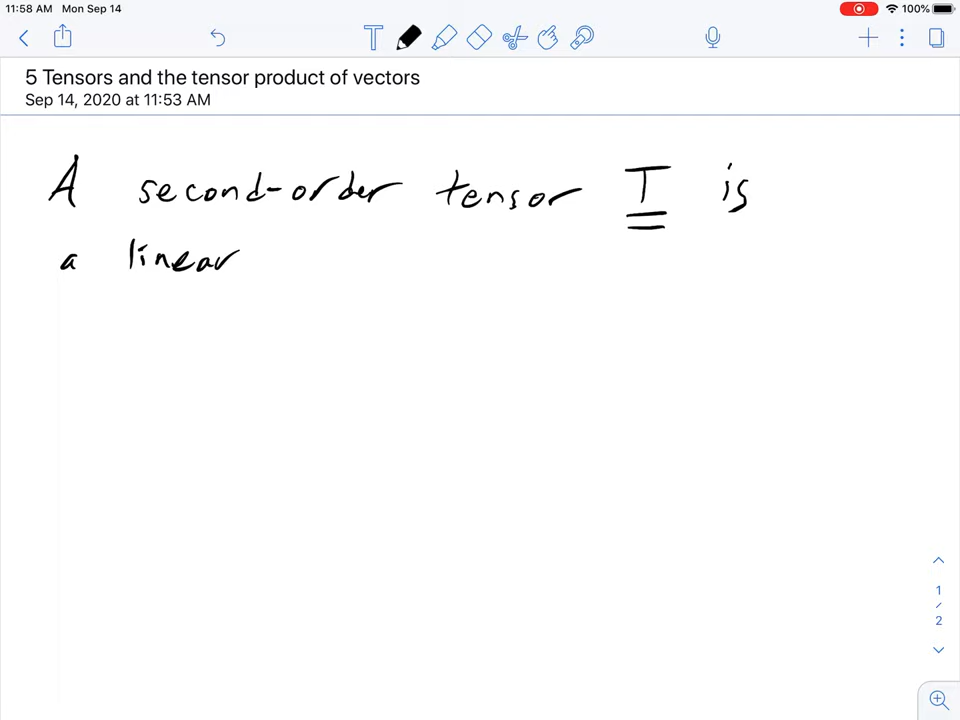 11:58 AM Mon Sep 14
100%
5 Tensors and the tensor product of vectors
Sep 14, 2020 at 11:53 AM
A second-order tensor T is
a linear
1
/
2